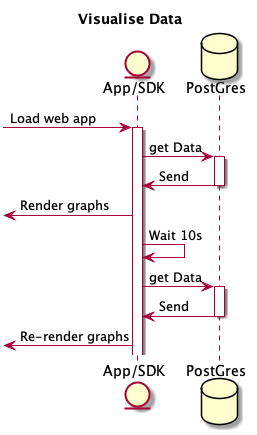 Visualise Data
App/SDK
PostGres
Load web app
get Data
Send
Render graphs
Wait 10s
get Data
Send
Re-render graphs
App/SDK
PostGres